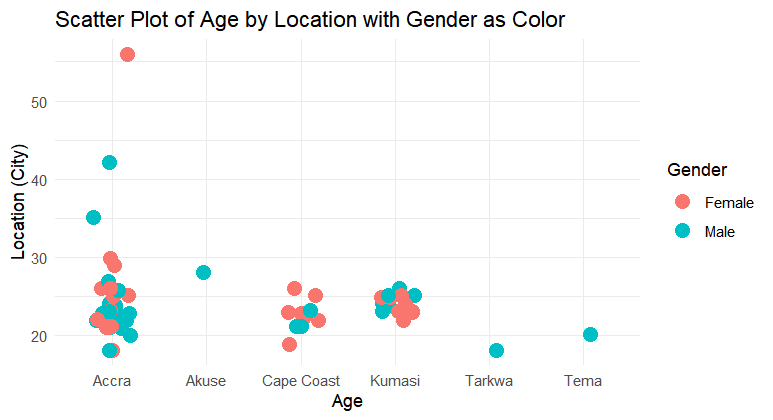 Scatter Plot of Age by Location with Gender as Color
Location (City)
50
40
30
20
Accra
Akuse
Cape Coast
Kumasi
Tarkwa
Tema
Age
Gender
Female
Male